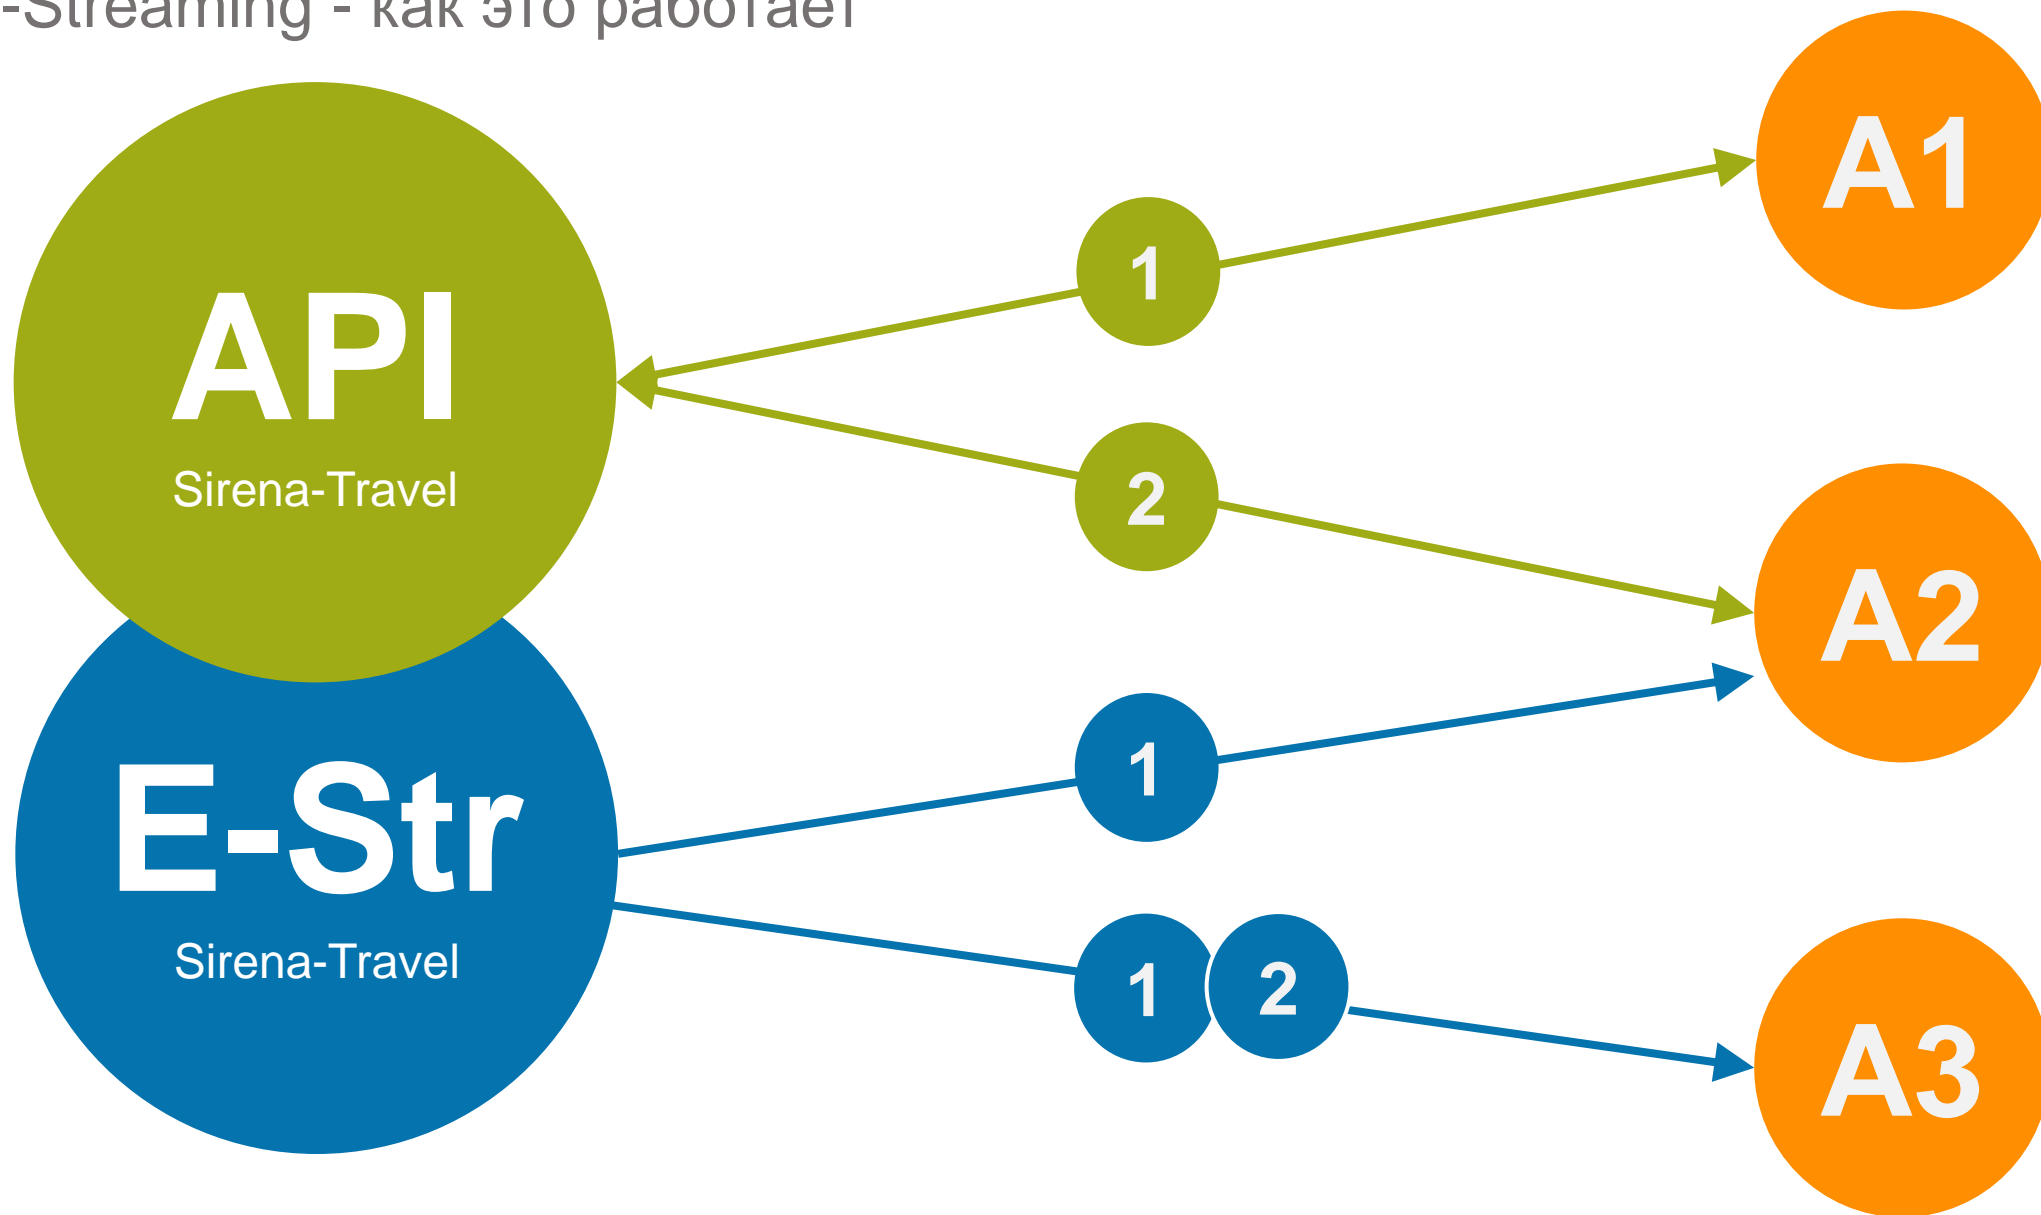 -Streaming - как это работает
API
Sirena-Travel
E-Str
Sirena-Travel
1
2
1
1
2
A1
A2
A3